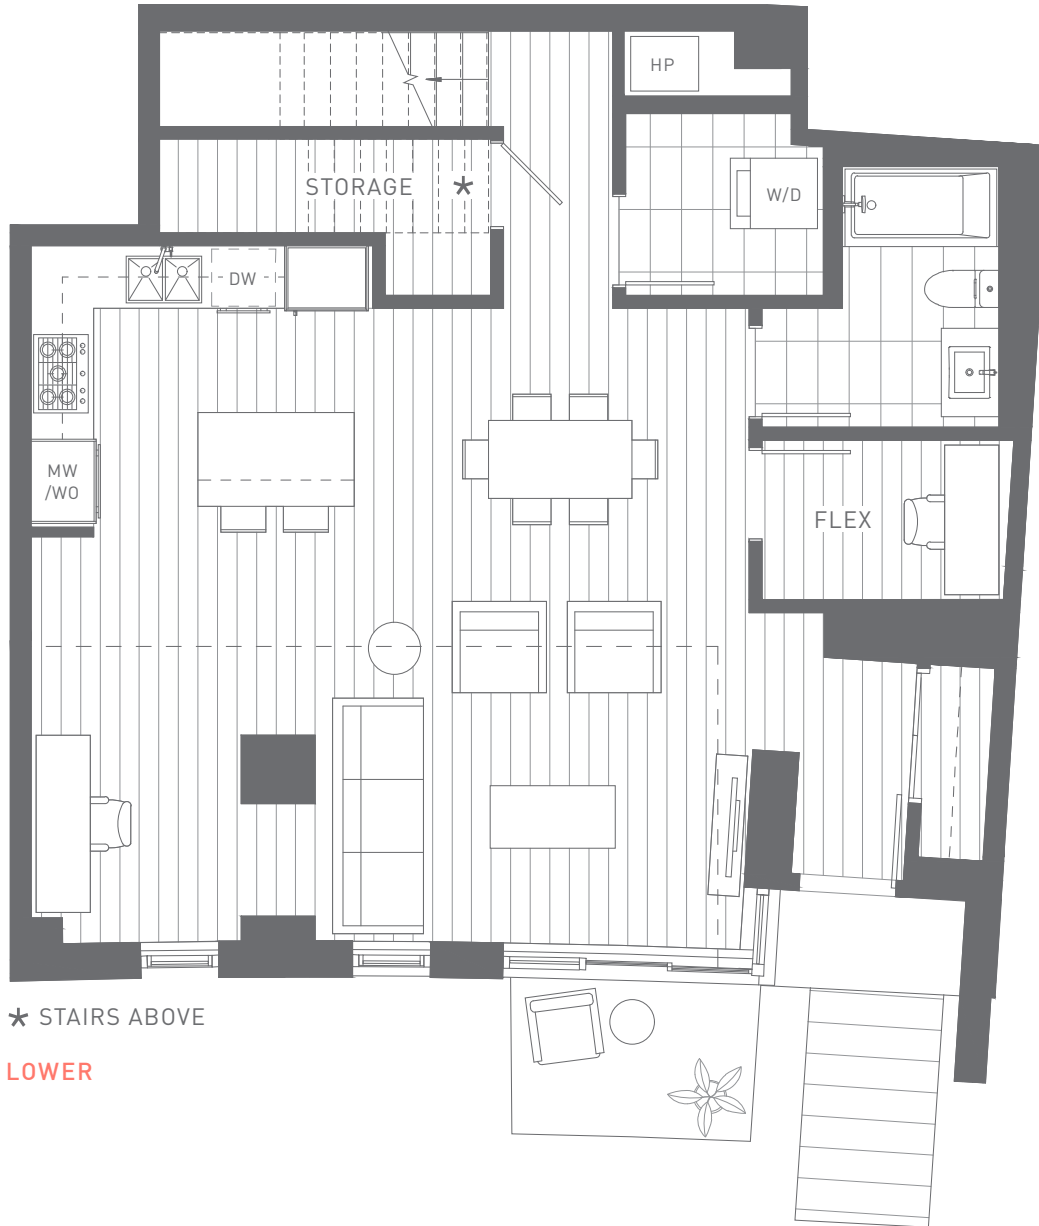 HP
STORAGE *
W/D
DW
MW
/WO
FLEX
* STAIRS ABOVE
LOWER